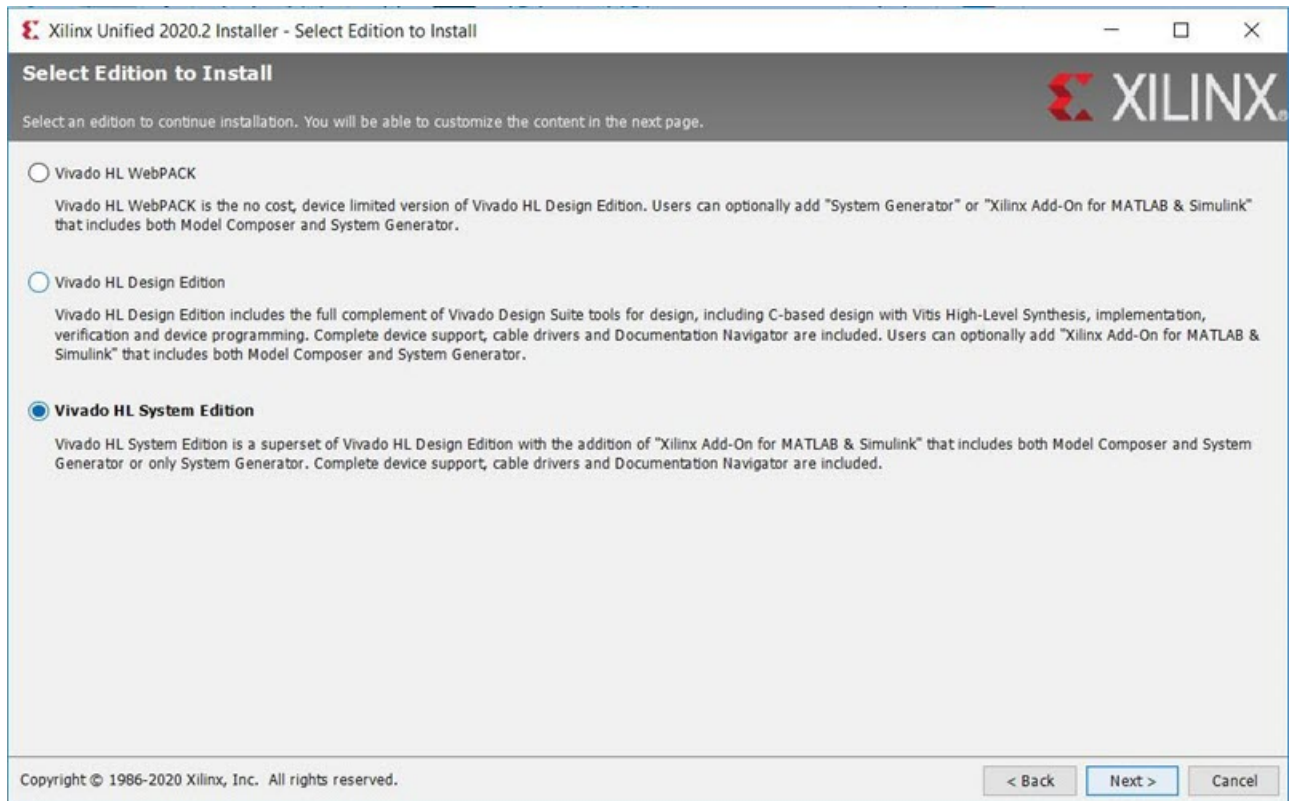 Xilinx Unified 2020.2 Installer - Select Edition to Install
Select Edition to Install
XILINX
Select an edition to continue installation. You will be able to customize the content in the next page.
Vivado HL WebPACK
Vivado HL WebPACK is the no cost, device limited version of Vivado HL Design Edition. Users can optionally add "System Generator" or "Xilinx Add-On for MATLAB & Simulink"
that includes both Model Composer and System Generator.
Vivado HL Design Edition
Vivado HL Design Edition includes the full complement of Vivado Design Suite tools for design, including C-based design with Vitis High-Level Synthesis, implementation,
verification and device programming. Complete device support, cable drivers and Documentation Navigator are included. Users can optionally add "Xilinx Add-On for MATLAB &
Simulink" that includes both Model Composer and System Generator.
Vivado HL System Edition
Vivado HL System Edition is a superset of Vivado HL Design Edition with the addition of "Xilinx Add-On for MATLAB & Simulink" that includes both Model Composer and System
Generator or only System Generator. Complete device support, cable drivers and Documentation Navigator are included.
Copyright © 1986-2020 Xilinx, Inc. All rights reserved.
< Back
Next >
Cancel